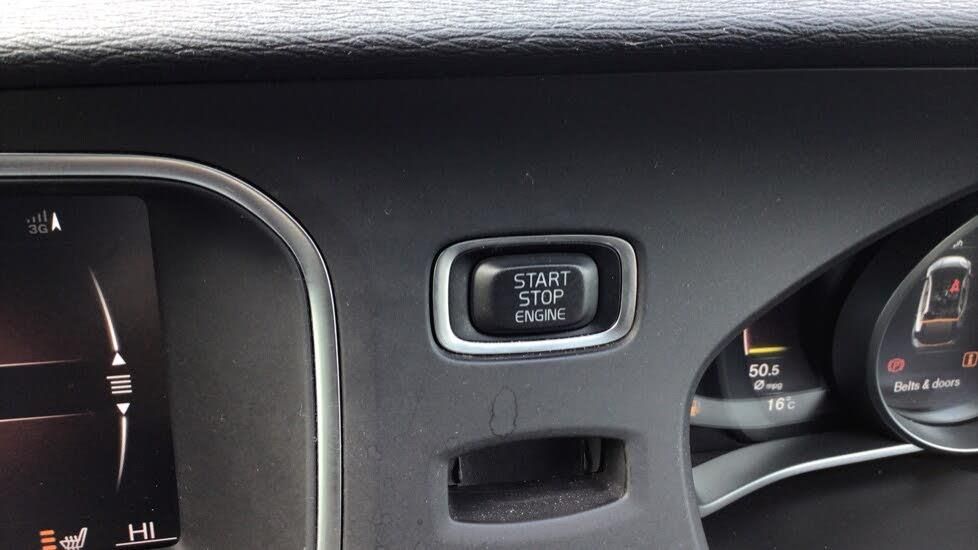 3G
HI
START
STOP
ENGINE
50.5
Ø mpg
16°C
Belts & doors